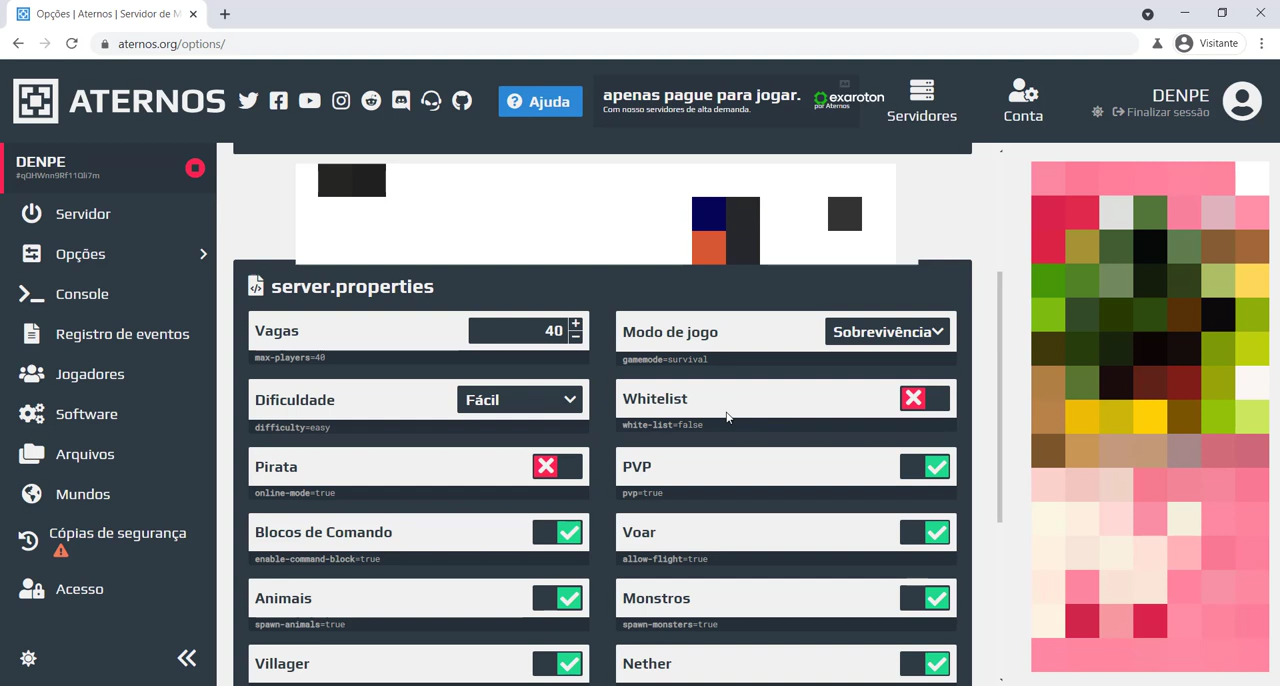 Opções | Aternos | Servidor de M
aternos.org/options/
Visitante
ATERNOS
Ajuda
apenas pague para jogar.
Com nosso servidores de alta demanda.
exaroton
por Aternos
Servidores
Conta
DENPE
Finalizar sessão
DENPE
Servidor
Opções
Console
Registro de eventos
Jogadores
Software
Arquivos
Mundos
Cópias de segurança
Acesso
server.properties
Vagas
40
max-players=40
Modo de jogo
Sobrevivência
gamemode=survival
Dificuldade
Fácil
difficulty=easy
Whitelist
white-list=false
Pirata
online-mode=true
PVP
pvp=true
Blocos de Comando
enable-command-block=true
Voar
allow-flight=true
Animais
spawn-animals=true
Monstros
spawn-monsters=true
Villager
Nether